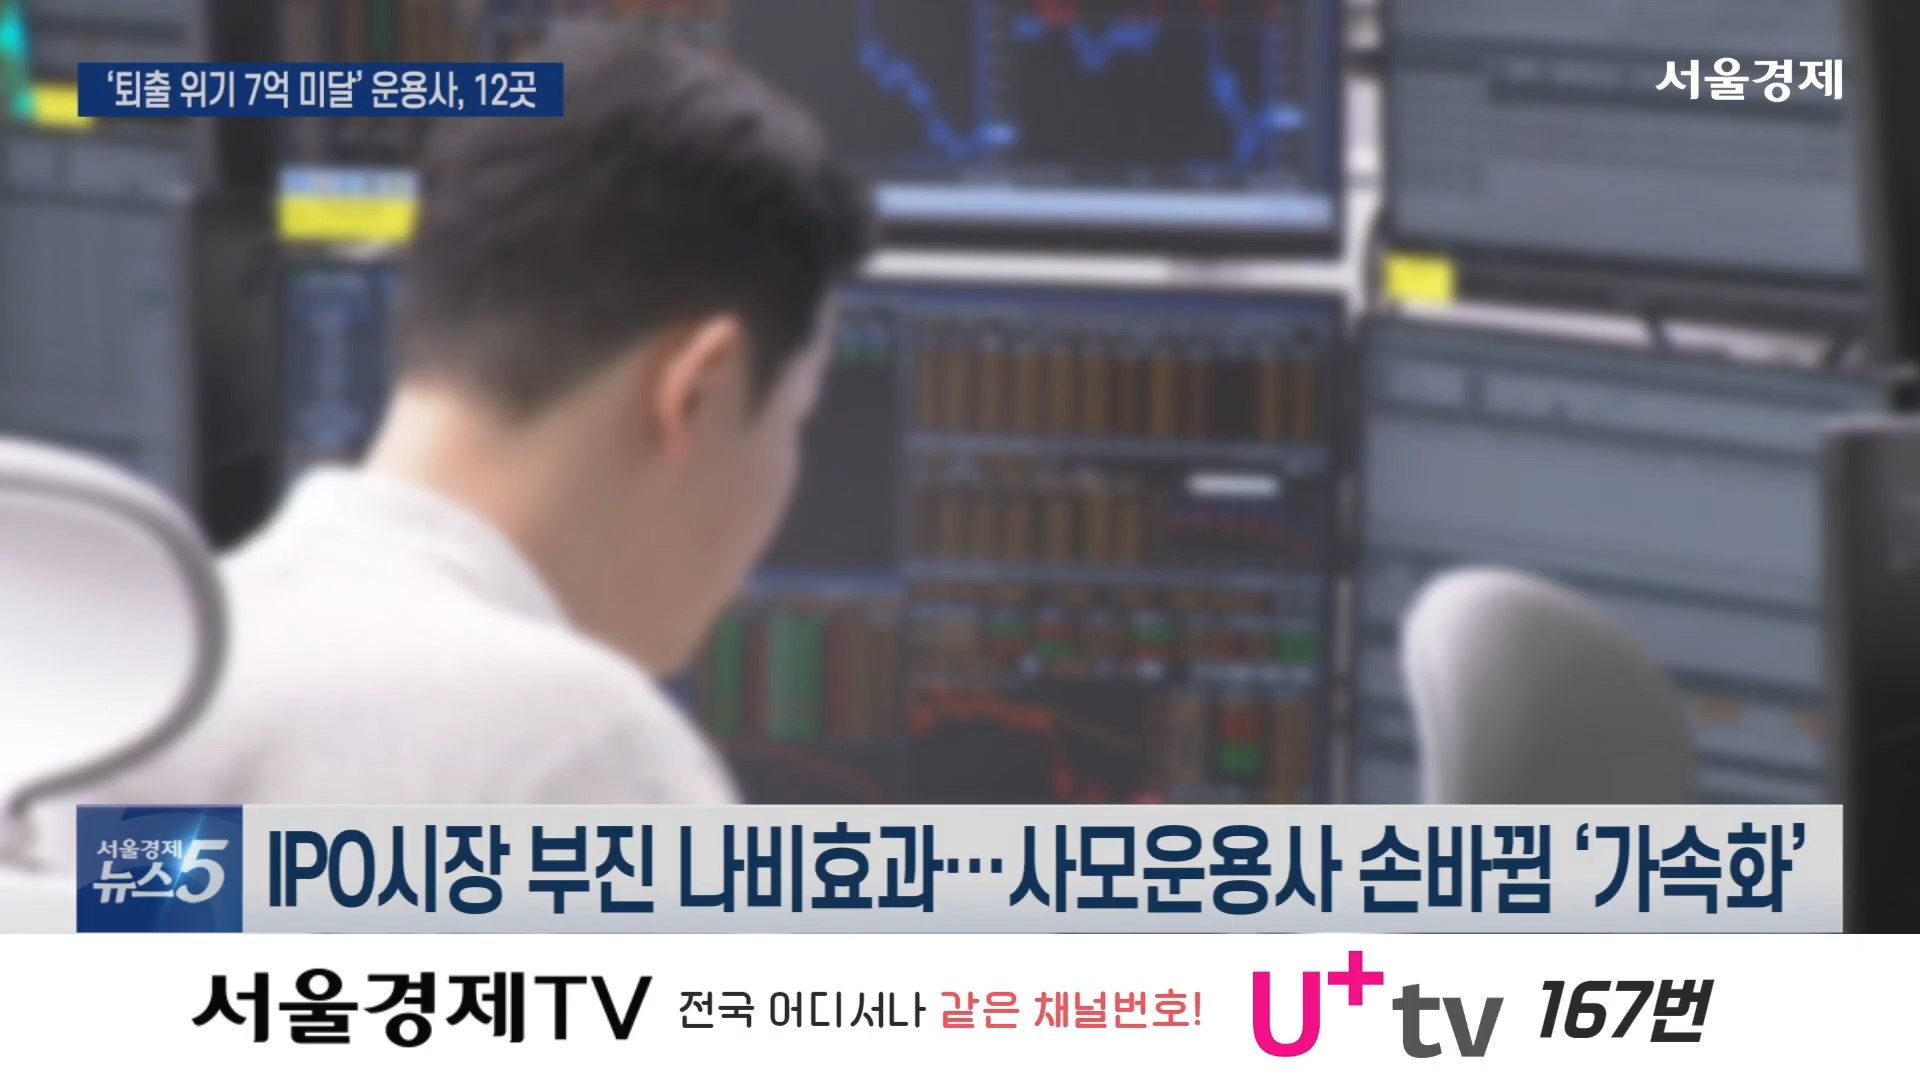 ‘퇴출 위기 7억 미달’ 운용사, 12곳
서울경제
서울경제
뉴스5
IPO시장 부진 나비효과…사모운용사 손바뀜 ‘가속화’
서울경제TV 전국 어디서나 같은 채널번호! U+tv 167번